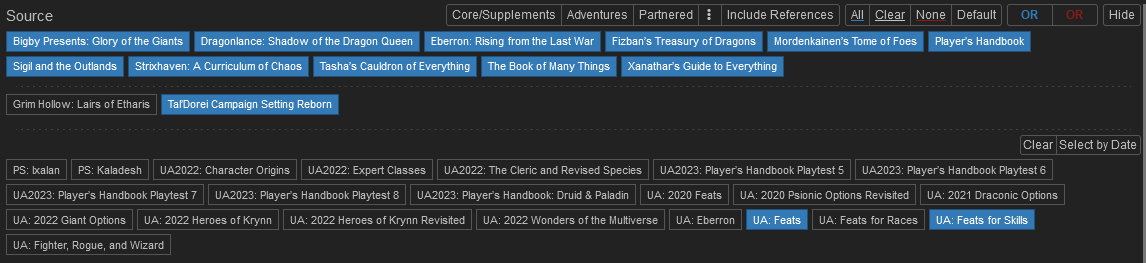 Source Core/Supplements Adventures Partnered ⋮ Include References All Clear None Default OR OR Hide
Bigby Presents: Glory of the Giants Dragonlance: Shadow of the Dragon Queen Eberron: Rising from the Last War Fizban's Treasury of Dragons Mordenkainen's Tome of Foes Player's Handbook
Sigil and the Outlands Strixhaven: A Curriculum of Chaos Tasha's Cauldron of Everything The Book of Many Things Xanathar's Guide to Everything
Grim Hollow: Lairs of Etharis Tal'Dorei Campaign Setting Reborn
Clear Select by Date
PS: Ixalan PS: Kaladesh UA2022: Character Origins UA2022: Expert Classes UA2022: The Cleric and Revised Species UA2023: Player's Handbook Playtest 5 UA2023: Player's Handbook Playtest 6
UA2023: Player's Handbook Playtest 7 UA2023: Player's Handbook Playtest 8 UA2023: Player's Handbook: Druid & Paladin UA: 2020 Feats UA: 2020 Psionic Options Revisited UA: 2021 Draconic Options
UA: 2022 Giant Options UA: 2022 Heroes of Krynn UA: 2022 Heroes of Krynn Revisited UA: 2022 Wonders of the Multiverse UA: Eberron UA: Feats UA: Feats for Races UA: Feats for Skills
UA: Fighter, Rogue, and Wizard